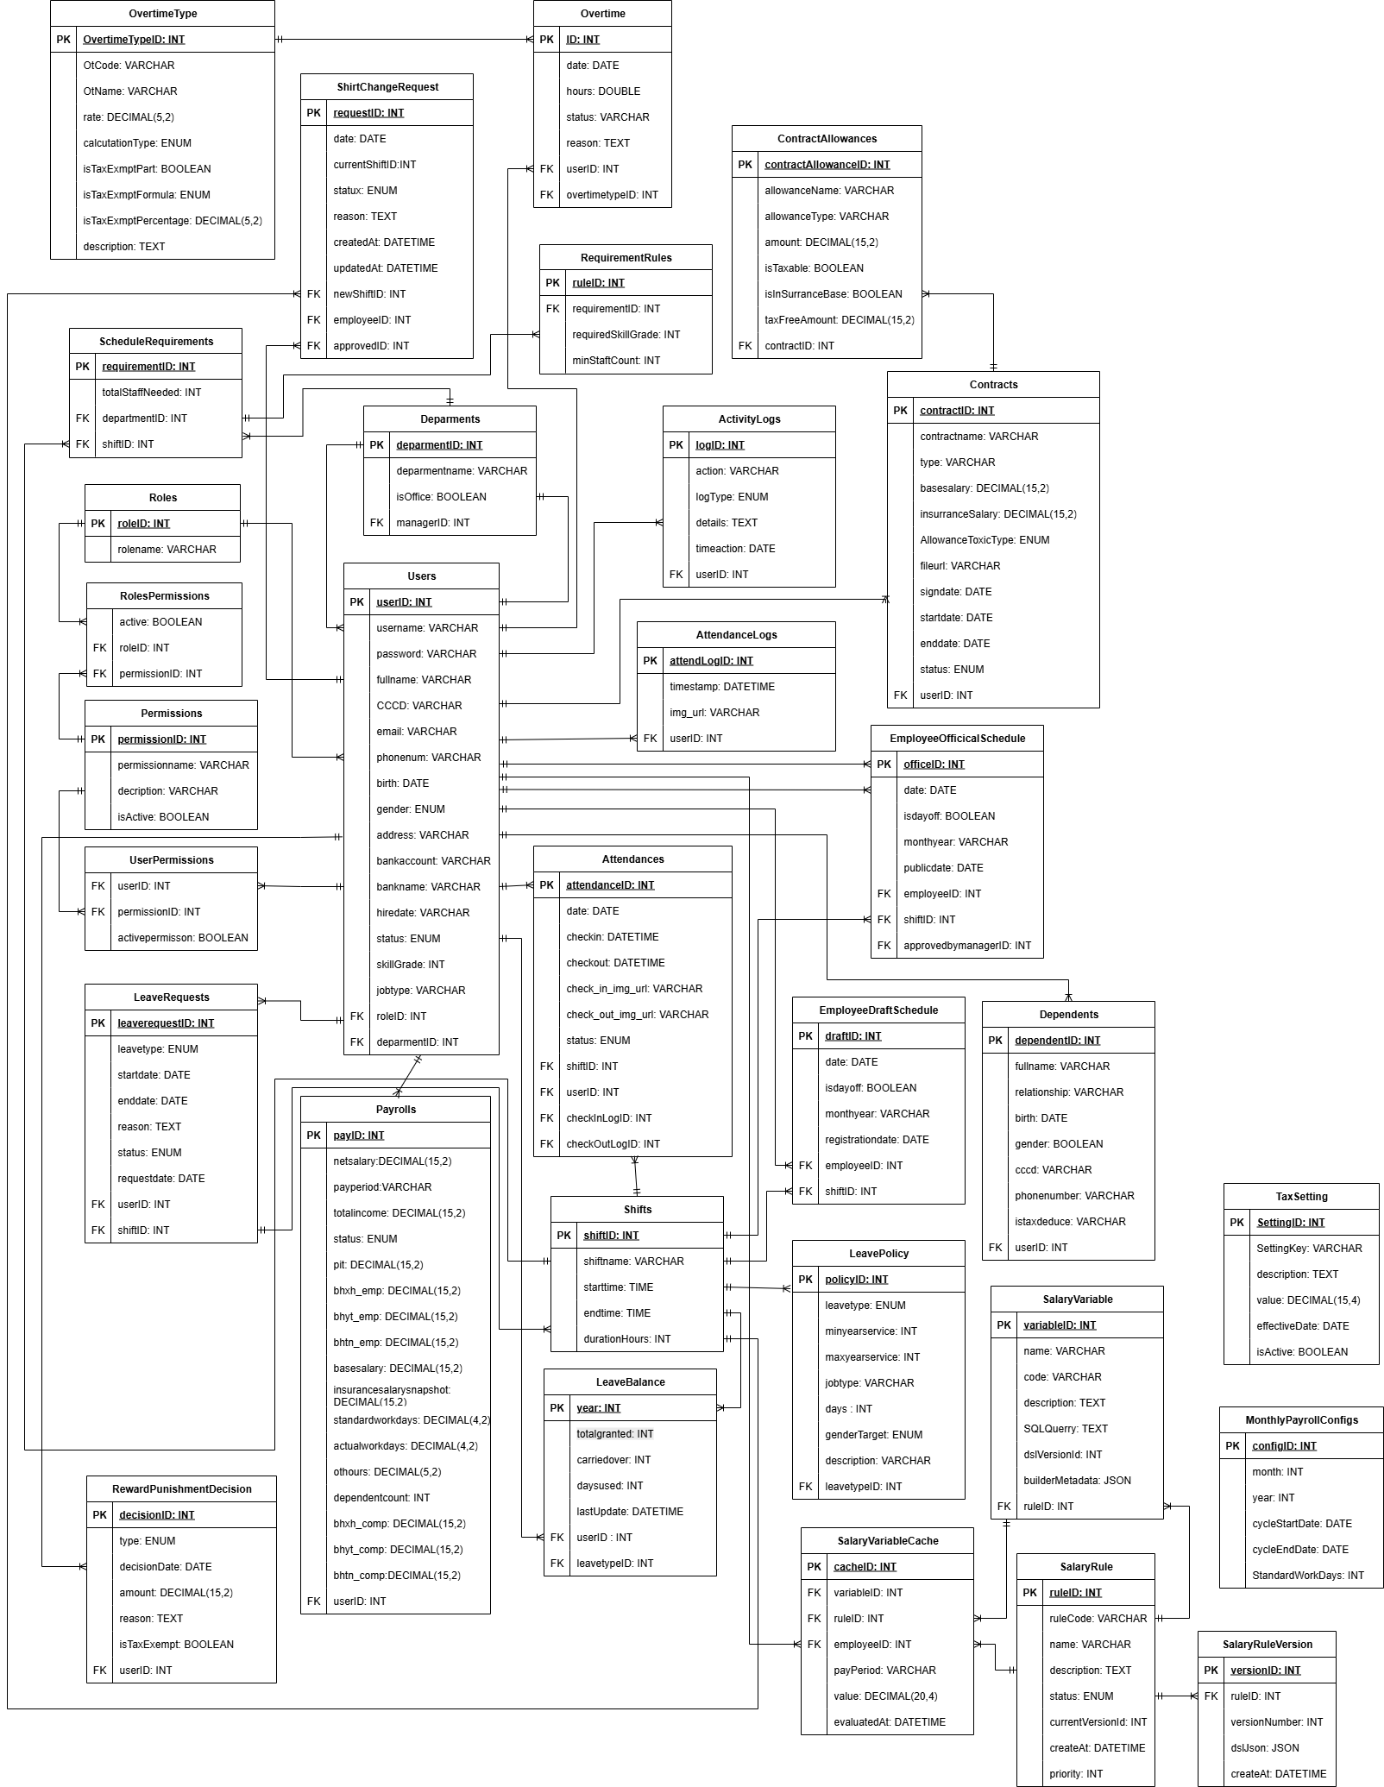 OvertimeType
PK OvertimeTypeID: INT
OtCode: VARCHAR
OtName: VARCHAR
rate: DECIMAL(5,2)
calcutationType: ENUM
isTaxExmptPart: BOOLEAN
isTaxExmptFormula: ENUM
isTaxExmptPercentage: DECIMAL(5,2)
description: TEXT
Overtime
PK ID: INT
date: DATE
hours: DOUBLE
status: VARCHAR
reason: TEXT
FK userID: INT
FK overtimetypeID: INT
ShirtChangeRequest
PK requestID: INT
date: DATE
currentShiftID:INT
statux: ENUM
reason: TEXT
createdAt: DATETIME
updatedAt: DATETIME
FK newShiftID: INT
FK employeeID: INT
FK approvedID: INT
ContractAllowances
PK contractAllowanceID: INT
allowanceName: VARCHAR
allowanceType: VARCHAR
amount: DECIMAL(15,2)
isTaxable: BOOLEAN
isInSurranceBase: BOOLEAN
taxFreeAmount: DECIMAL(15,2)
FK contractID: INT
RequirementRules
PK ruleID: INT
FK requirementID: INT
requiredSkillGrade: INT
minStaftCount: INT
ScheduleRequirements
PK requirementID: INT
totalStaffNeeded: INT
FK departmentID: INT
FK shiftID: INT
Deparments
PK deparmentID: INT
deparmentname: VARCHAR
isOffice: BOOLEAN
FK managerID: INT
ActivityLogs
PK logID: INT
action: VARCHAR
logType: ENUM
details: TEXT
timeaction: DATE
FK userID: INT
Contracts
PK contractID: INT
contractname: VARCHAR
type: VARCHAR
basesalary: DECIMAL(15,2)
insurranceSalary: DECIMAL(15,2)
AllowanceToxicType: ENUM
fileurl: VARCHAR
signdate: DATE
startdate: DATE
enddate: DATE
status: ENUM
FK userID: INT
Roles
PK roleID: INT
rolename: VARCHAR
RolesPermissions
active: BOOLEAN
FK roleID: INT
FK permissionID: INT
Users
PK userID: INT
username: VARCHAR
password: VARCHAR
fullname: VARCHAR
CCCD: VARCHAR
email: VARCHAR
phonenum: VARCHAR
birth: DATE
gender: ENUM
address: VARCHAR
bankaccount: VARCHAR
bankname: VARCHAR
hiredate: VARCHAR
status: ENUM
skillGrade: INT
jobtype: VARCHAR
FK roleID: INT
FK deparmentID: INT
AttendanceLogs
PK attendLogID: INT
timestamp: DATETIME
img_url: VARCHAR
FK userID: INT
Permissions
PK permissionID: INT
permissionname: VARCHAR
decription: VARCHAR
isActive: BOOLEAN
EmployeeOfficicalSchedule
PK officeID: INT
date: DATE
isdayoff: BOOLEAN
monthyear: VARCHAR
publicdate: DATE
FK employeeID: INT
FK shiftID: INT
FK approvedbymanagerID: INT
UserPermissions
FK userID: INT
FK permissionID: INT
activepermisson: BOOLEAN
Attendances
PK attendanceID: INT
date: DATE
checkin: DATETIME
checkout: DATETIME
check_in_img_url: VARCHAR
check_out_img_url: VARCHAR
status: ENUM
FK shiftID: INT
FK userID: INT
FK checkInLogID: INT
FK checkOutLogID: INT
LeaveRequests
PK leaverequestID: INT
leavetype: ENUM
startdate: DATE
enddate: DATE
reason: TEXT
status: ENUM
requestdate: DATE
FK userID: INT
FK shiftID: INT
EmployeeDraftSchedule
PK draftID: INT
date: DATE
isdayoff: BOOLEAN
monthyear: VARCHAR
registrationdate: DATE
FK employeeID: INT
FK shiftID: INT
Dependents
PK dependentID: INT
fullname: VARCHAR
relationship: VARCHAR
birth: DATE
gender: BOOLEAN
cccd: VARCHAR
phonenumber: VARCHAR
istaxdeduce: VARCHAR
FK userID: INT
Payrolls
PK payID: INT
netsalary:DECIMAL(15,2)
payperiod:VARCHAR
totalincome: DECIMAL(15,2)
status: ENUM
pit: DECIMAL(15,2)
bhxh_emp: DECIMAL(15,2)
bhyt_emp: DECIMAL(15,2)
bhtn_emp: DECIMAL(15,2)
basesalary: DECIMAL(15,2)
insurancesalarysnapshot:
DECIMAL(15,2)
standardworkdays: DECIMAL(4,2)
actualworkdays: DECIMAL(4,2)
othours: DECIMAL(5,2)
dependentcount: INT
bhxh_comp: DECIMAL(15,2)
bhyt_comp: DECIMAL(15,2)
bhtn_comp:DECIMAL(15,2)
FK userID: INT
Shifts
PK shiftID: INT
shiftname: VARCHAR
starttime: TIME
endtime: TIME
durationHours: INT
TaxSetting
PK SettingID: INT
SettingKey: VARCHAR
description: TEXT
value: DECIMAL(15,4)
effectiveDate: DATE
isActive: BOOLEAN
LeavePolicy
PK policyID: INT
leavetype: ENUM
minyearservice: INT
maxyearservice: INT
jobtype: VARCHAR
days : INT
genderTarget: ENUM
description: VARCHAR
FK leavetypeID: INT
SalaryVariable
PK variableID: INT
name: VARCHAR
code: VARCHAR
description: TEXT
SQLQuerry: TEXT
dslVersionId: INT
builderMetadata: JSON
FK ruleID: INT
LeaveBalance
PK year: INT
totalgranted: INT
carriedover: INT
daysused: INT
lastUpdate: DATETIME
FK userID : INT
FK leavetypeID: INT
MonthlyPayrollConfigs
PK configID: INT
month: INT
year: INT
cycleStartDate: DATE
cycleEndDate: DATE
StandardWorkDays: INT
RewardPunishmentDecision
PK decisionID: INT
type: ENUM
decisionDate: DATE
amount: DECIMAL(15,2)
reason: TEXT
isTaxExempt: BOOLEAN
FK userID: INT
SalaryVariableCache
PK cacheID: INT
FK variableID: INT
FK ruleID: INT
FK employeeID: INT
payPeriod: VARCHAR
value: DECIMAL(20,4)
evaluatedAt: DATETIME
SalaryRule
PK ruleID: INT
ruleCode: VARCHAR
name: VARCHAR
description: TEXT
status: ENUM
currentVersionId: INT
createAt: DATETIME
priority: INT
SalaryRuleVersion
PK versionID: INT
FK ruleID: INT
versionNumber: INT
dslJson: JSON
createAt: DATETIME